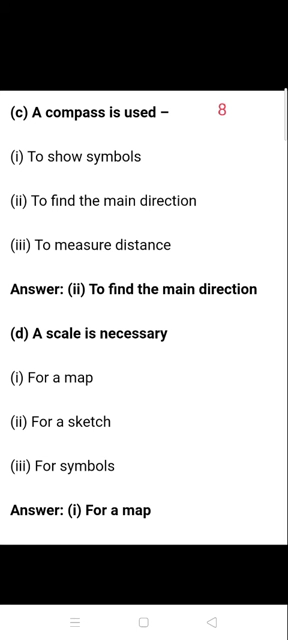 (c) A compass is used – 8
(i) To show symbols
(ii) To find the main direction
(iii) To measure distance
Answer: (ii) To find the main direction
(d) A scale is necessary
(i) For a map
(ii) For a sketch
(iii) For symbols
Answer: (i) For a map